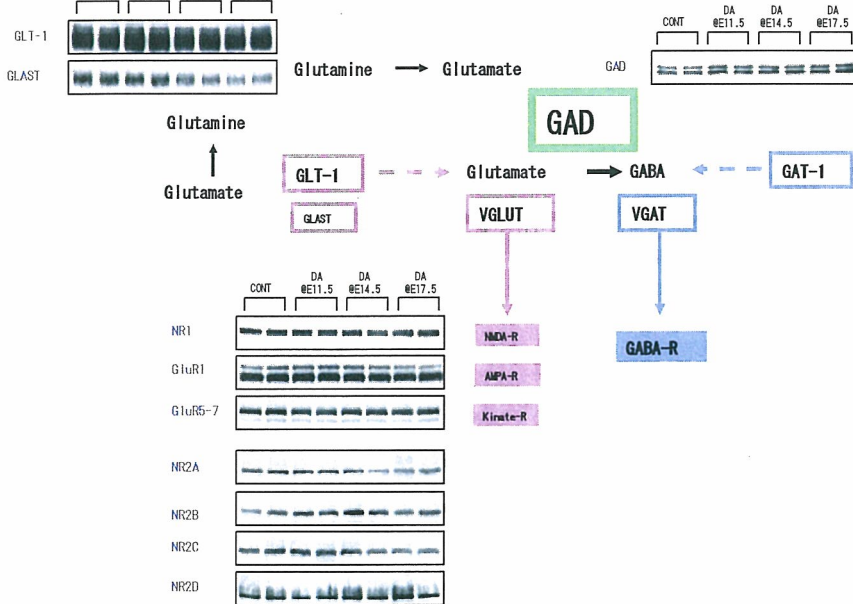 GLT-1
GLAST
Glutamine → Glutamate
DA DA DA
CONT @E11.5 @E14.5 @E17.5
GAD
GAD
Glutamine
Glutamate
GLT-1
GLAST
Glutamate → GABA
GAT-1
VGLUT
VGAT
DA DA DA
CONT @E11.5 @E14.5 @E17.5
NR1
GluR1
GluR5-7
NR2A
NR2B
NR2C
NR2D
NMDA-R
AMPA-R
Kinate-R
GABA-R